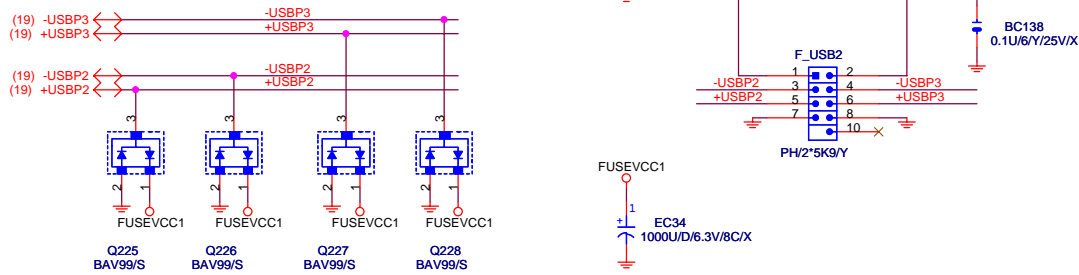 (19) -USBP3
(19) +USBP3
-USBP3
+USBP3
(19) -USBP2
(19) +USBP2
-USBP2
+USBP2
3
3
3
3
2
1
2
1
2
1
2
1
FUSEVCC1
FUSEVCC1
FUSEVCC1
FUSEVCC1
Q225
BAV99/S
Q226
BAV99/S
Q227
BAV99/S
Q228
BAV99/S
BC138
0.1U/6/Y/25V/X
F_USB2
1 2
-USBP2 3 4 -USBP3
+USBP2 5 6 +USBP3
7 8
10
PH/2*5K9/Y
FUSEVCC1
1
+
EC34
1000U/D/6.3V/8C/X